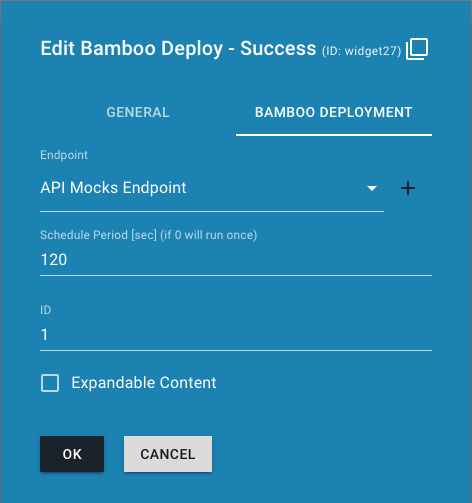 Edit Bamboo Deploy - Success (ID: widget27)
GENERAL BAMBOO DEPLOYMENT
Endpoint
API Mocks Endpoint
Schedule Period [sec] (if 0 will run once)
120
ID
1
Expandable Content
OK CANCEL